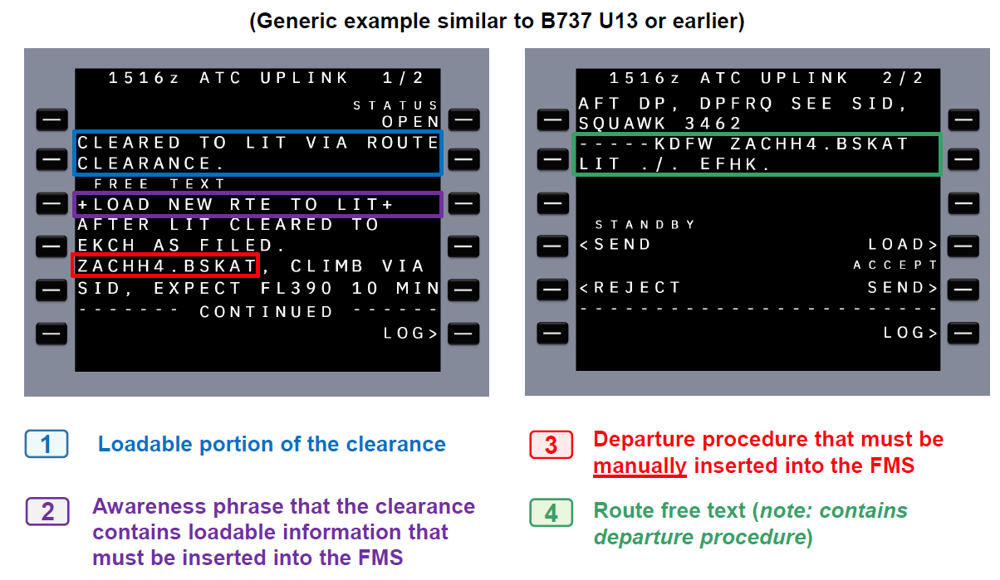 (Generic example similar to B737 U13 or earlier)
1516z ATC UPLINK 1/2
STATUS
OPEN
CLEARED TO LIT VIA ROUTE
CLEARANCE.
FREE TEXT
+LOAD NEW RTE TO LIT+
AFTER LIT CLEARED TO
EKCH AS FILED.
ZACHH4.BSKAT, CLIMB VIA
SID, EXPECT FL390 10 MIN
------- CONTINUED ------
LOG>
1516z ATC UPLINK 2/2
AFT DP, DPFRQ SEE SID,
SQUAWK 3462
-----KDFW ZACHH4.BSKAT
LIT ./. EFHK.
STANDBY
<SEND LOAD>
ACCEPT
<REJECT SEND>
------------------------
LOG>
1 Loadable portion of the clearance
2 Awareness phrase that the clearance
contains loadable information that
must be inserted into the FMS
3 Departure procedure that must be
manually inserted into the FMS
4 Route free text (note: contains
departure procedure)